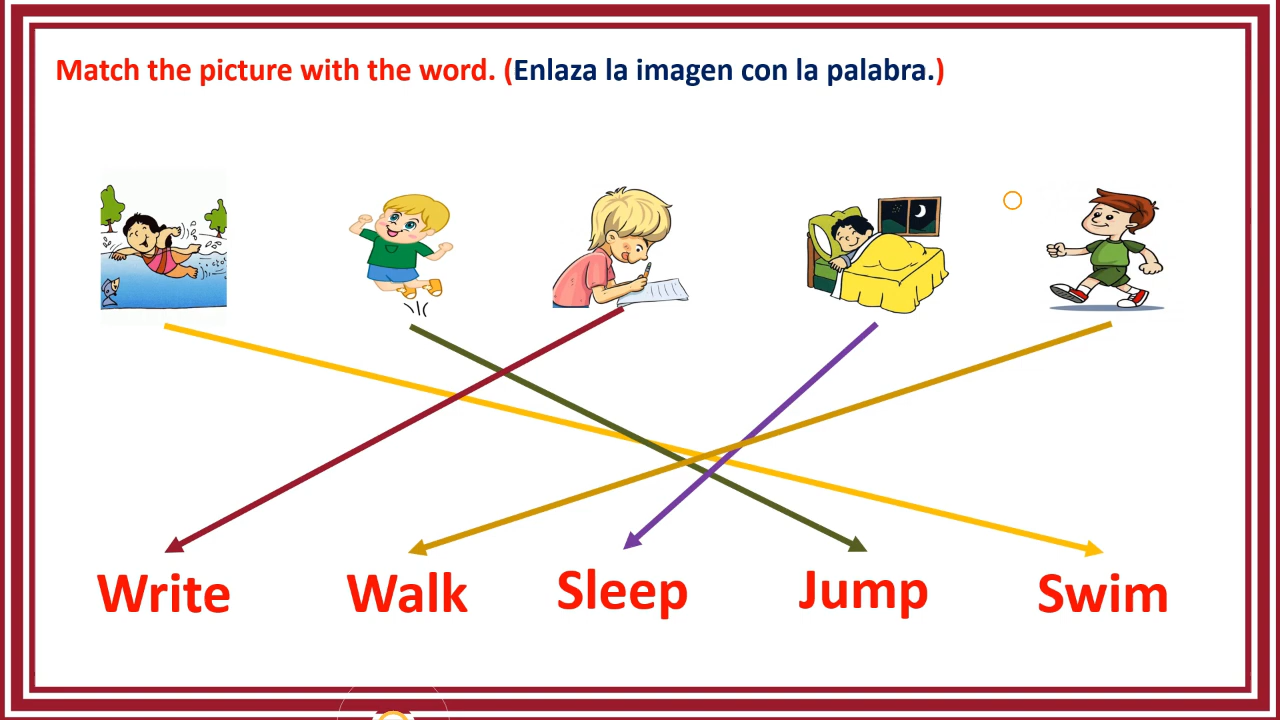 Match the picture with the word. (Enlaza la imagen con la palabra.)
Write Walk Sleep Jump Swim